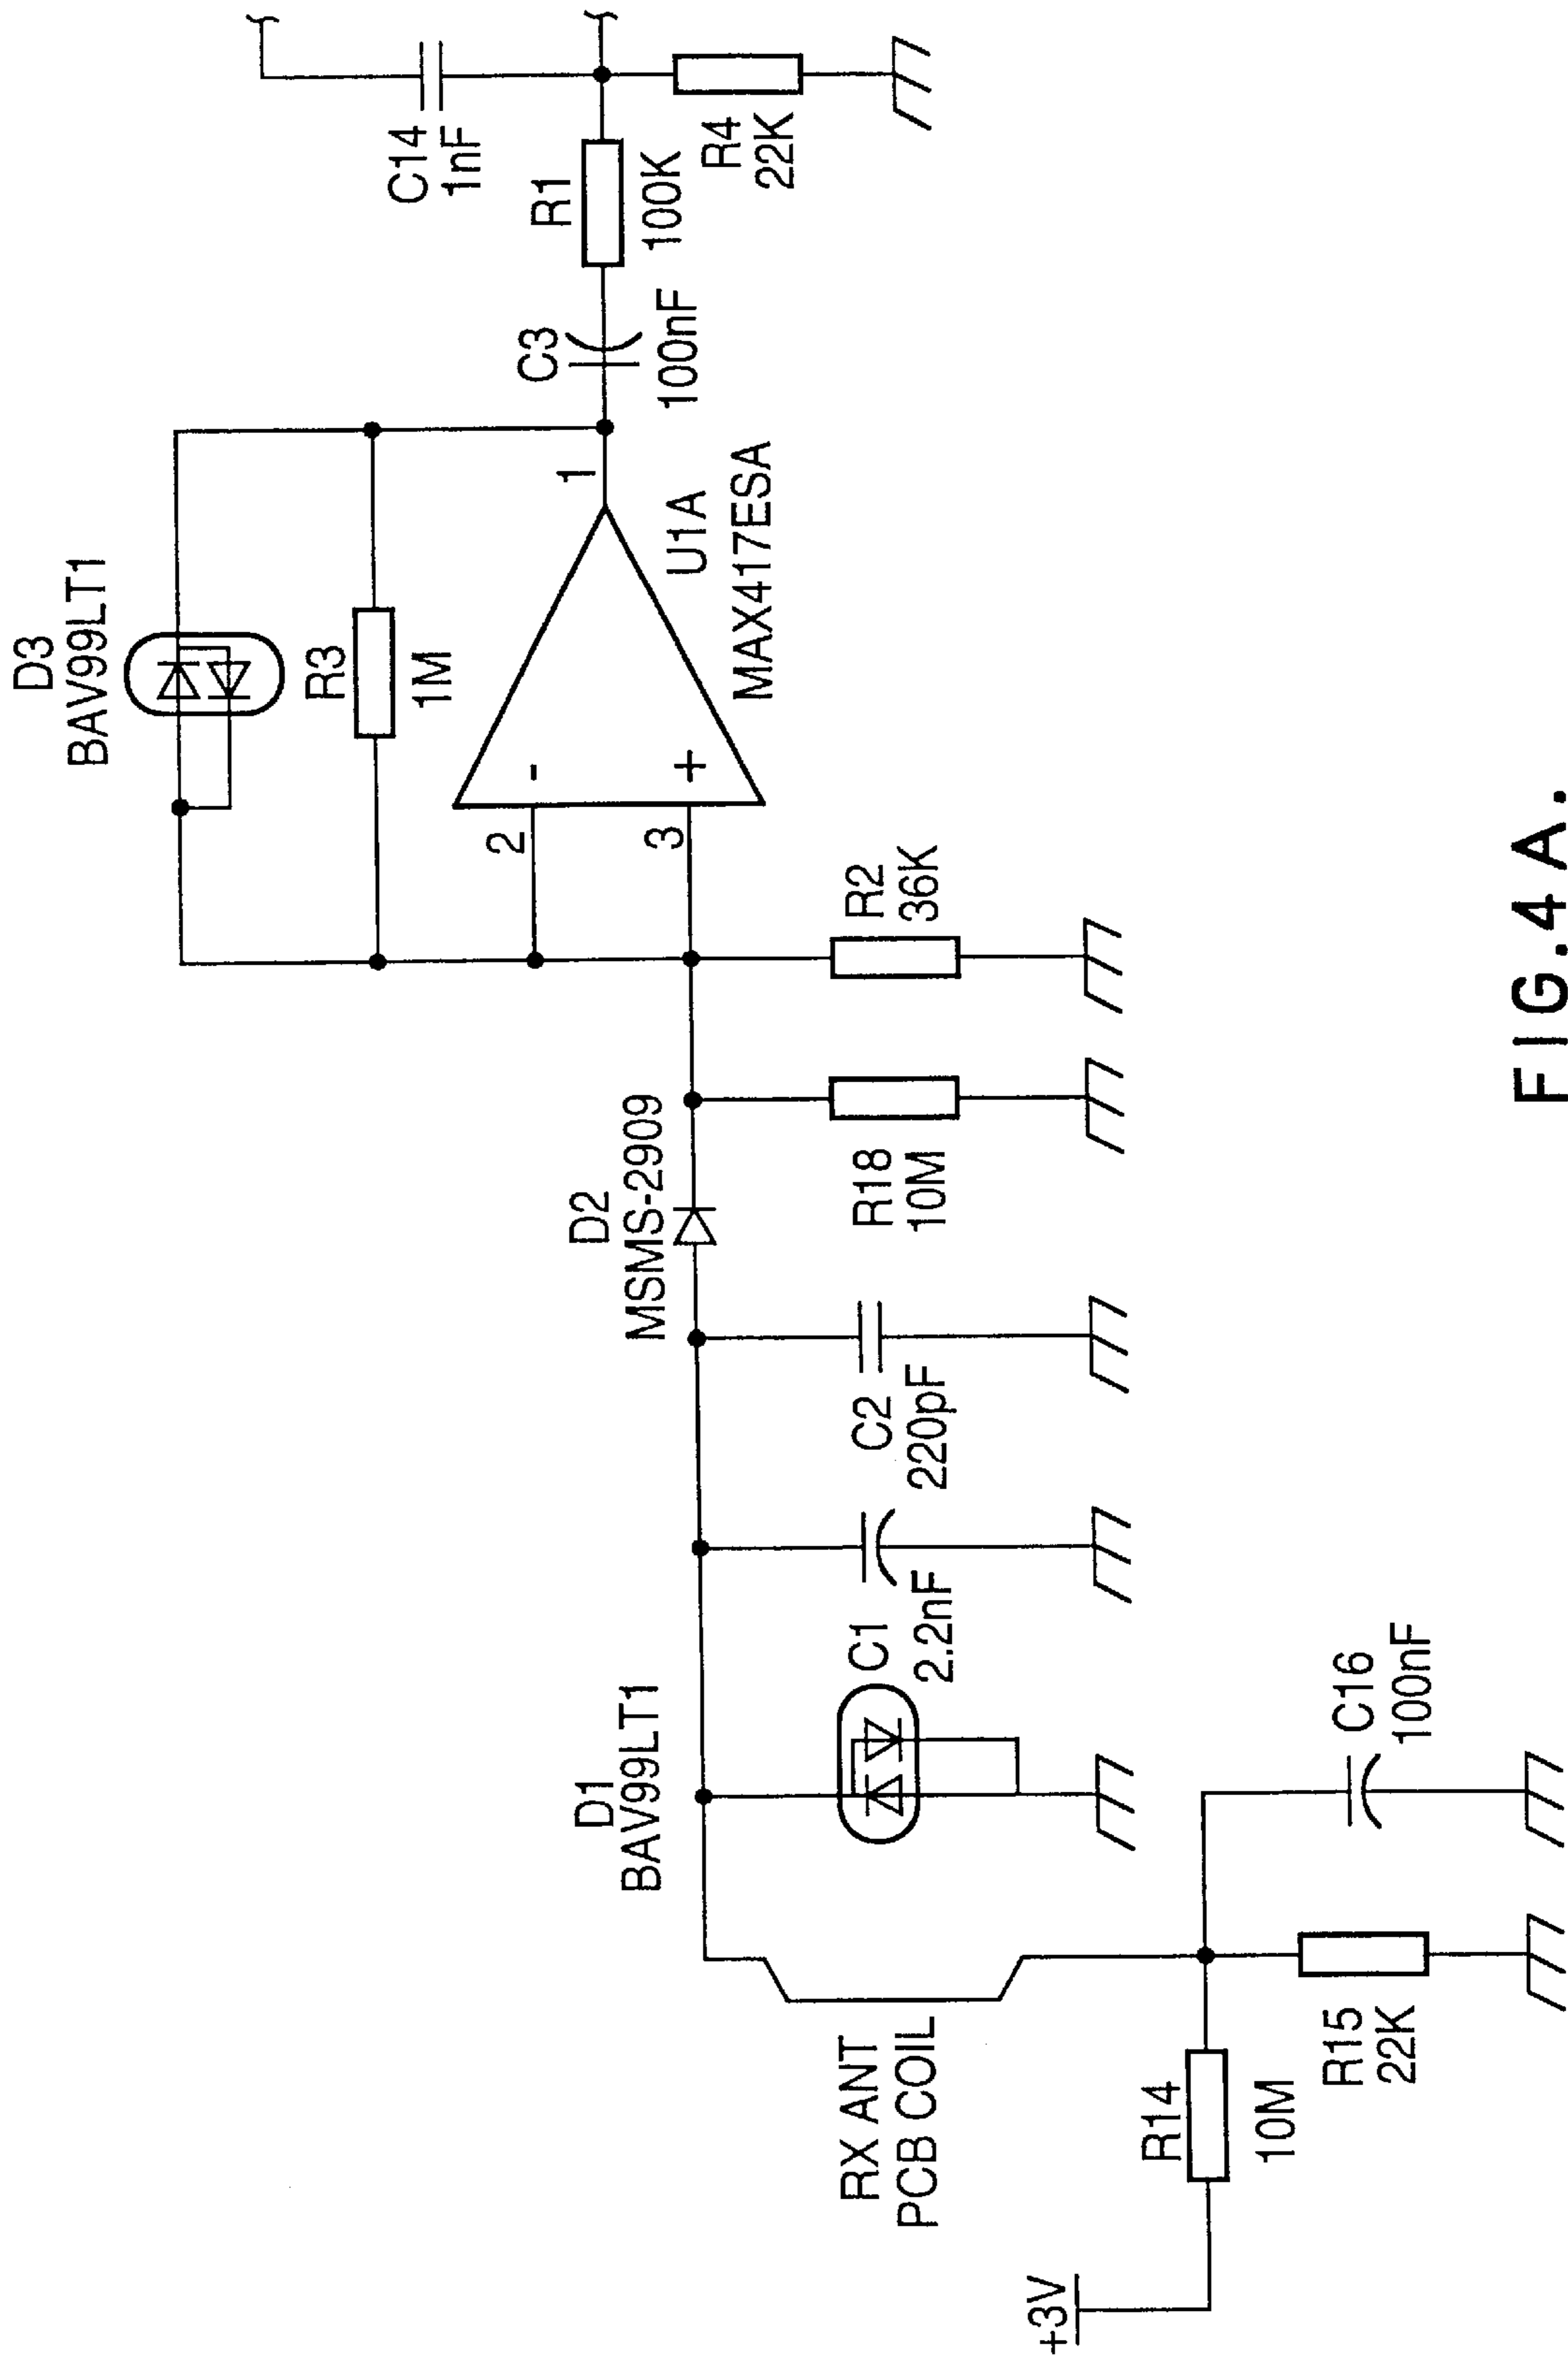 D3
BAV99LT1
R3
1M
C14
1nF
R1
100K
R4
22K
C3
100nF
1
U1A
MAX417ESA
-
+
2
3
R2
36K
R18
10M
D2
MSMS-2909
C2
220pF
C1
2.2nF
D1
BAV99LT1
C16
100nF
RX ANT
PCB COIL
R15
22K
R14
10M
+3V
FIG.4A.